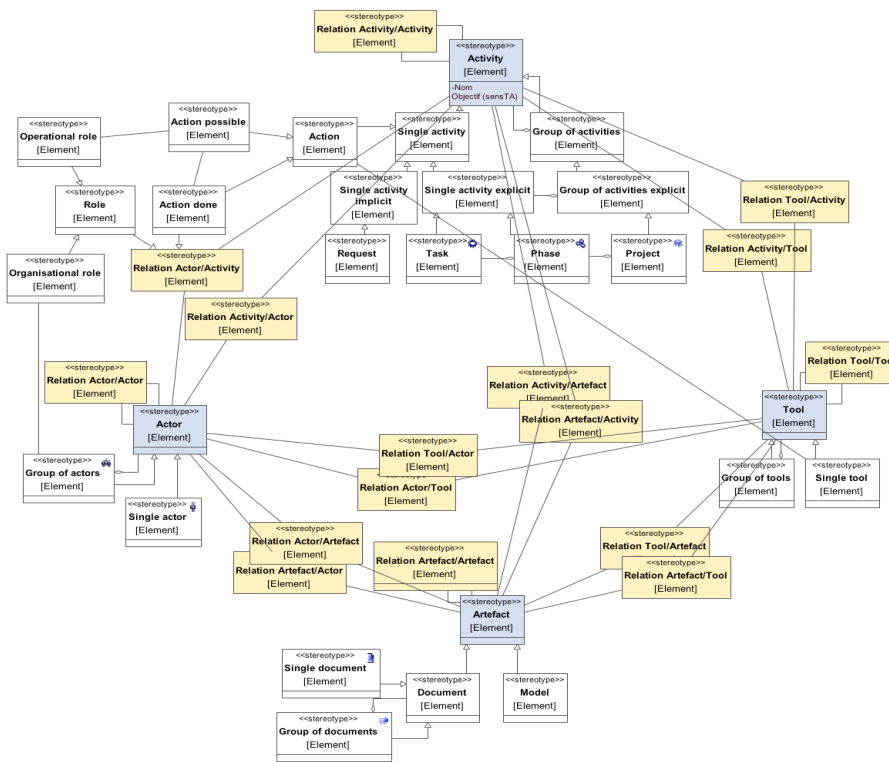 <<stereotype>>
Relation Activity/Activity
[Element]
<<stereotype>>
Activity
[Element]
-Nom
Objectif (sensTA)
<<stereotype>>
Operational role
[Element]
<<stereotype>>
Action possible
[Element]
<<stereotype>>
Action
[Element]
<<stereotype>>
Single activity
[Element]
<<stereotype>>
Group of activities
[Element]
<<stereotype>>
Role
[Element]
<<stereotype>>
Action done
[Element]
<<stereotype>>
Single activity
implicit
[Element]
<<stereotype>>
Single activity explicit
[Element]
<<stereotype>>
Group of activities explicit
[Element]
<<stereotype>>
Relation Tool/Activity
[Element]
<<stereotype>>
Organisational role
[Element]
<<stereotype>>
Relation Actor/Activity
[Element]
<<stereotype>>
Request
[Element]
<<stereotype>>
Task
[Element]
<<stereotype>>
Phase
[Element]
<<stereotype>>
Project
[Element]
<<stereotype>>
Relation Activity/Tool
[Element]
<<stereotype>>
Relation Activity/Actor
[Element]
<<stereotype>>
Relation Actor/Actor
[Element]
<<stereotype>>
Relation Activity/Artefact
[Element]
<<stereotype>>
Relation Tool/Too
[Element]
<<stereotype>>
Actor
[Element]
<<stereotype>>
Relation Artefact/Activity
[Element]
<<stereotype>>
Tool
[Element]
<<stereotype>>
Group of actors
[Element]
<<stereotype>>
Relation Tool/Actor
[Element]
<<stereotype>>
Relation Actor/Tool
[Element]
<<stereotype>>
Group of tools
[Element]
<<stereotype>>
Single tool
[Element]
<<stereotype>>
Single actor
[Element]
<<stereotype>>
Relation Actor/Artefact
[Element]
Relation Artefact/Actor
[Element]
<<stereotype>>
Relation Artefact/Artefact
[Element]
<<stereotype>>
Relation Tool/Artefact
<<stereotype>>
Relation Artefact/Tool
[Element]
<<stereotype>>
Artefact
[Element]
<<stereotype>>
Single document
[Element]
<<stereotype>>
Document
[Element]
<<stereotype>>
Model
[Element]
<<stereotype>>
Group of documents
[Element]